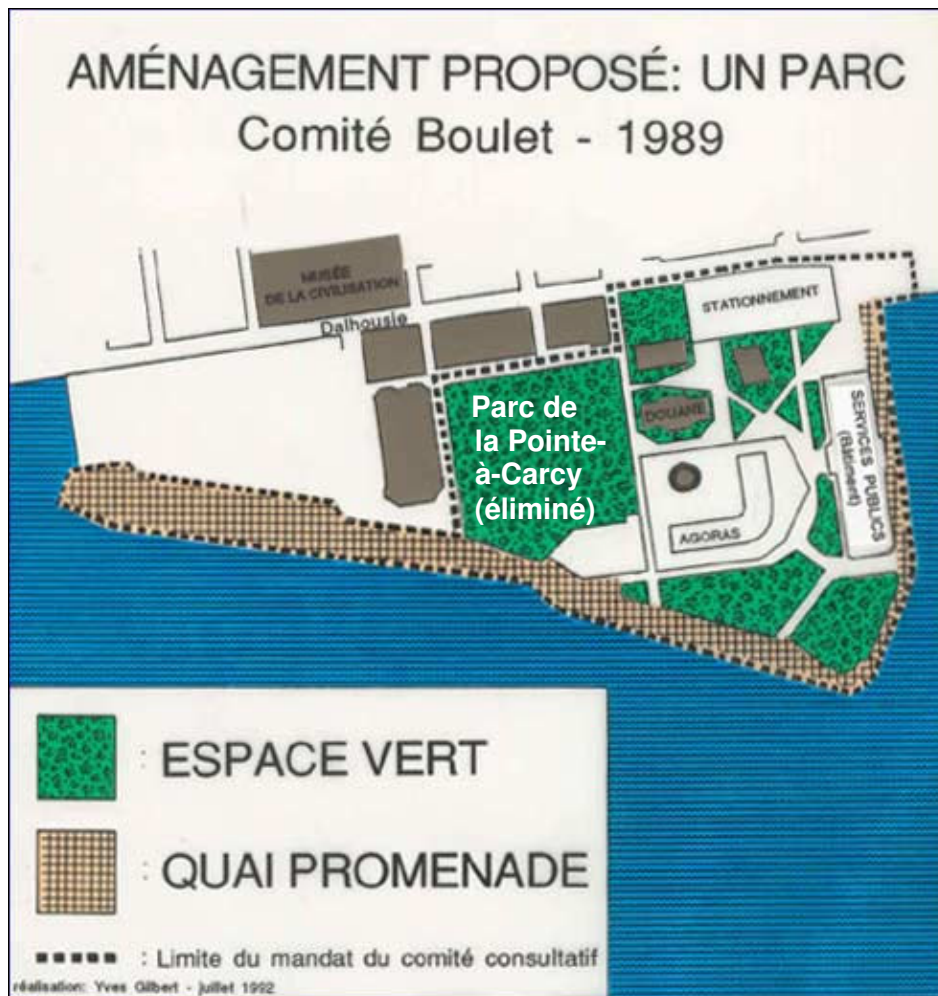 AMÉNAGEMENT PROPOSÉ: UN PARC
Comité Boulet - 1989
MUSÉE
DE LA CIVILISATION
Dalhousie
STATIONNEMENT
Parc de
la Pointe-
à-Carcy
(éliminé)
DOUANE
SERVICES PUBLICS
(Bâtiment)
AGORAS
: ESPACE VERT
: QUAI PROMENADE
: Limite du mandat du comité consultatif
réalisation: Yves Gilbert - juillet 1992